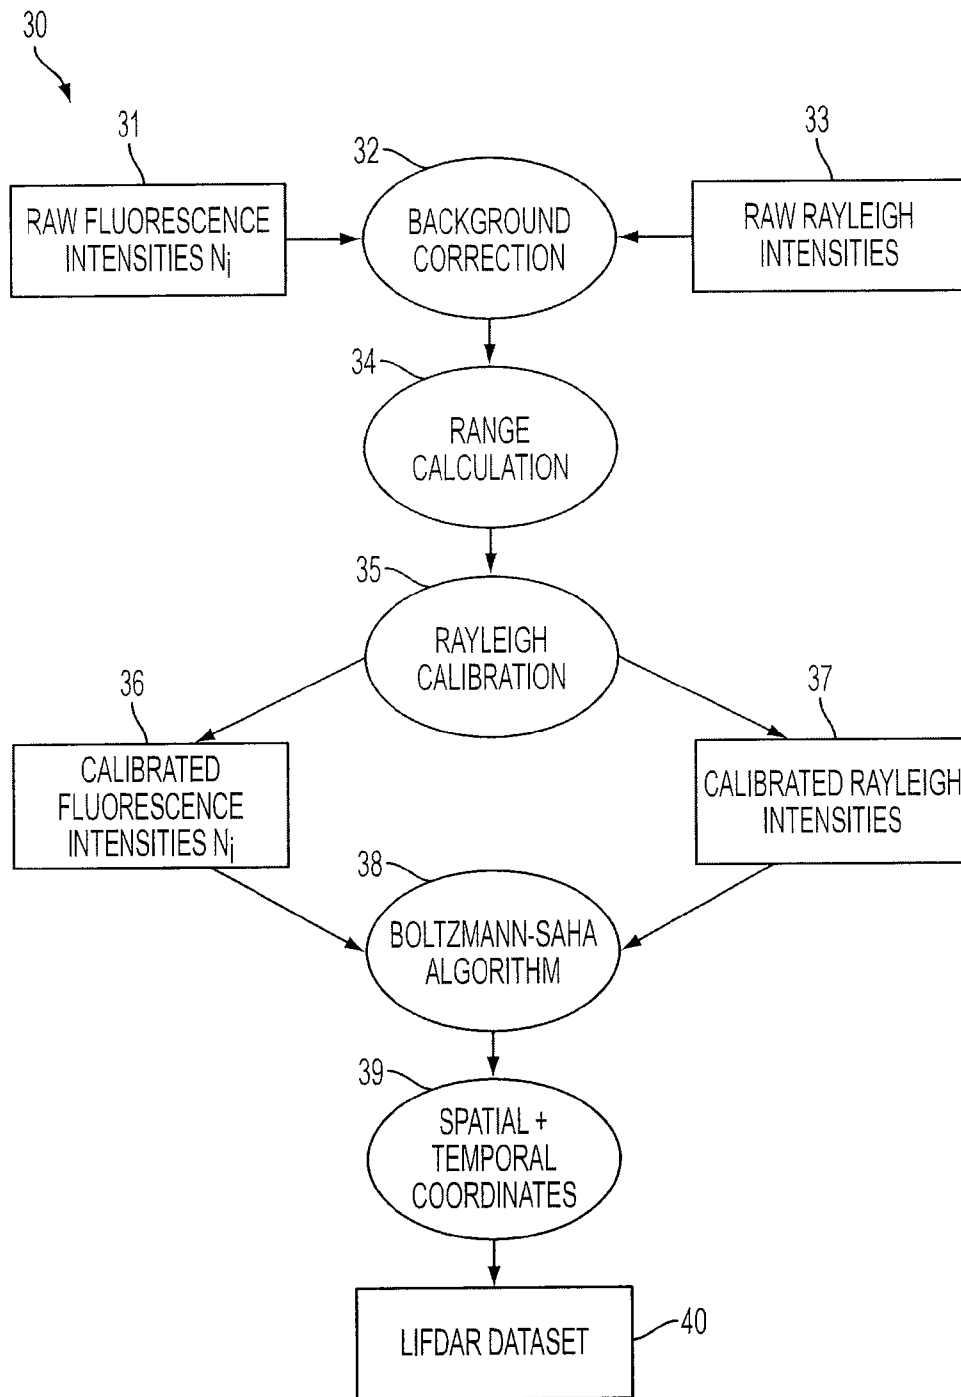 30
31
32
33
RAW FLUORESCENCE
INTENSITIES Ni
BACKGROUND
CORRECTION
RAW RAYLEIGH
INTENSITIES
34
RANGE
CALCULATION
35
RAYLEIGH
CALIBRATION
36
37
CALIBRATED
FLUORESCENCE
INTENSITIES Ni
CALIBRATED RAYLEIGH
INTENSITIES
38
BOLTZMANN-SAHA
ALGORITHM
39
SPATIAL +
TEMPORAL
COORDINATES
LIFDAR DATASET
40